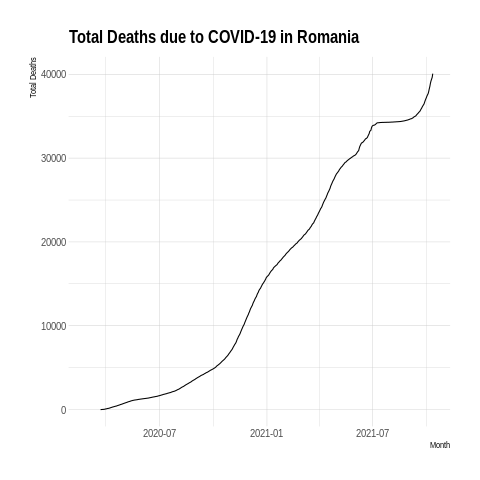 Total Deaths due to COVID-19 in Romania
Total Deaths
40000
30000
20000
10000
0
2020-07
2021-01
2021-07
Month